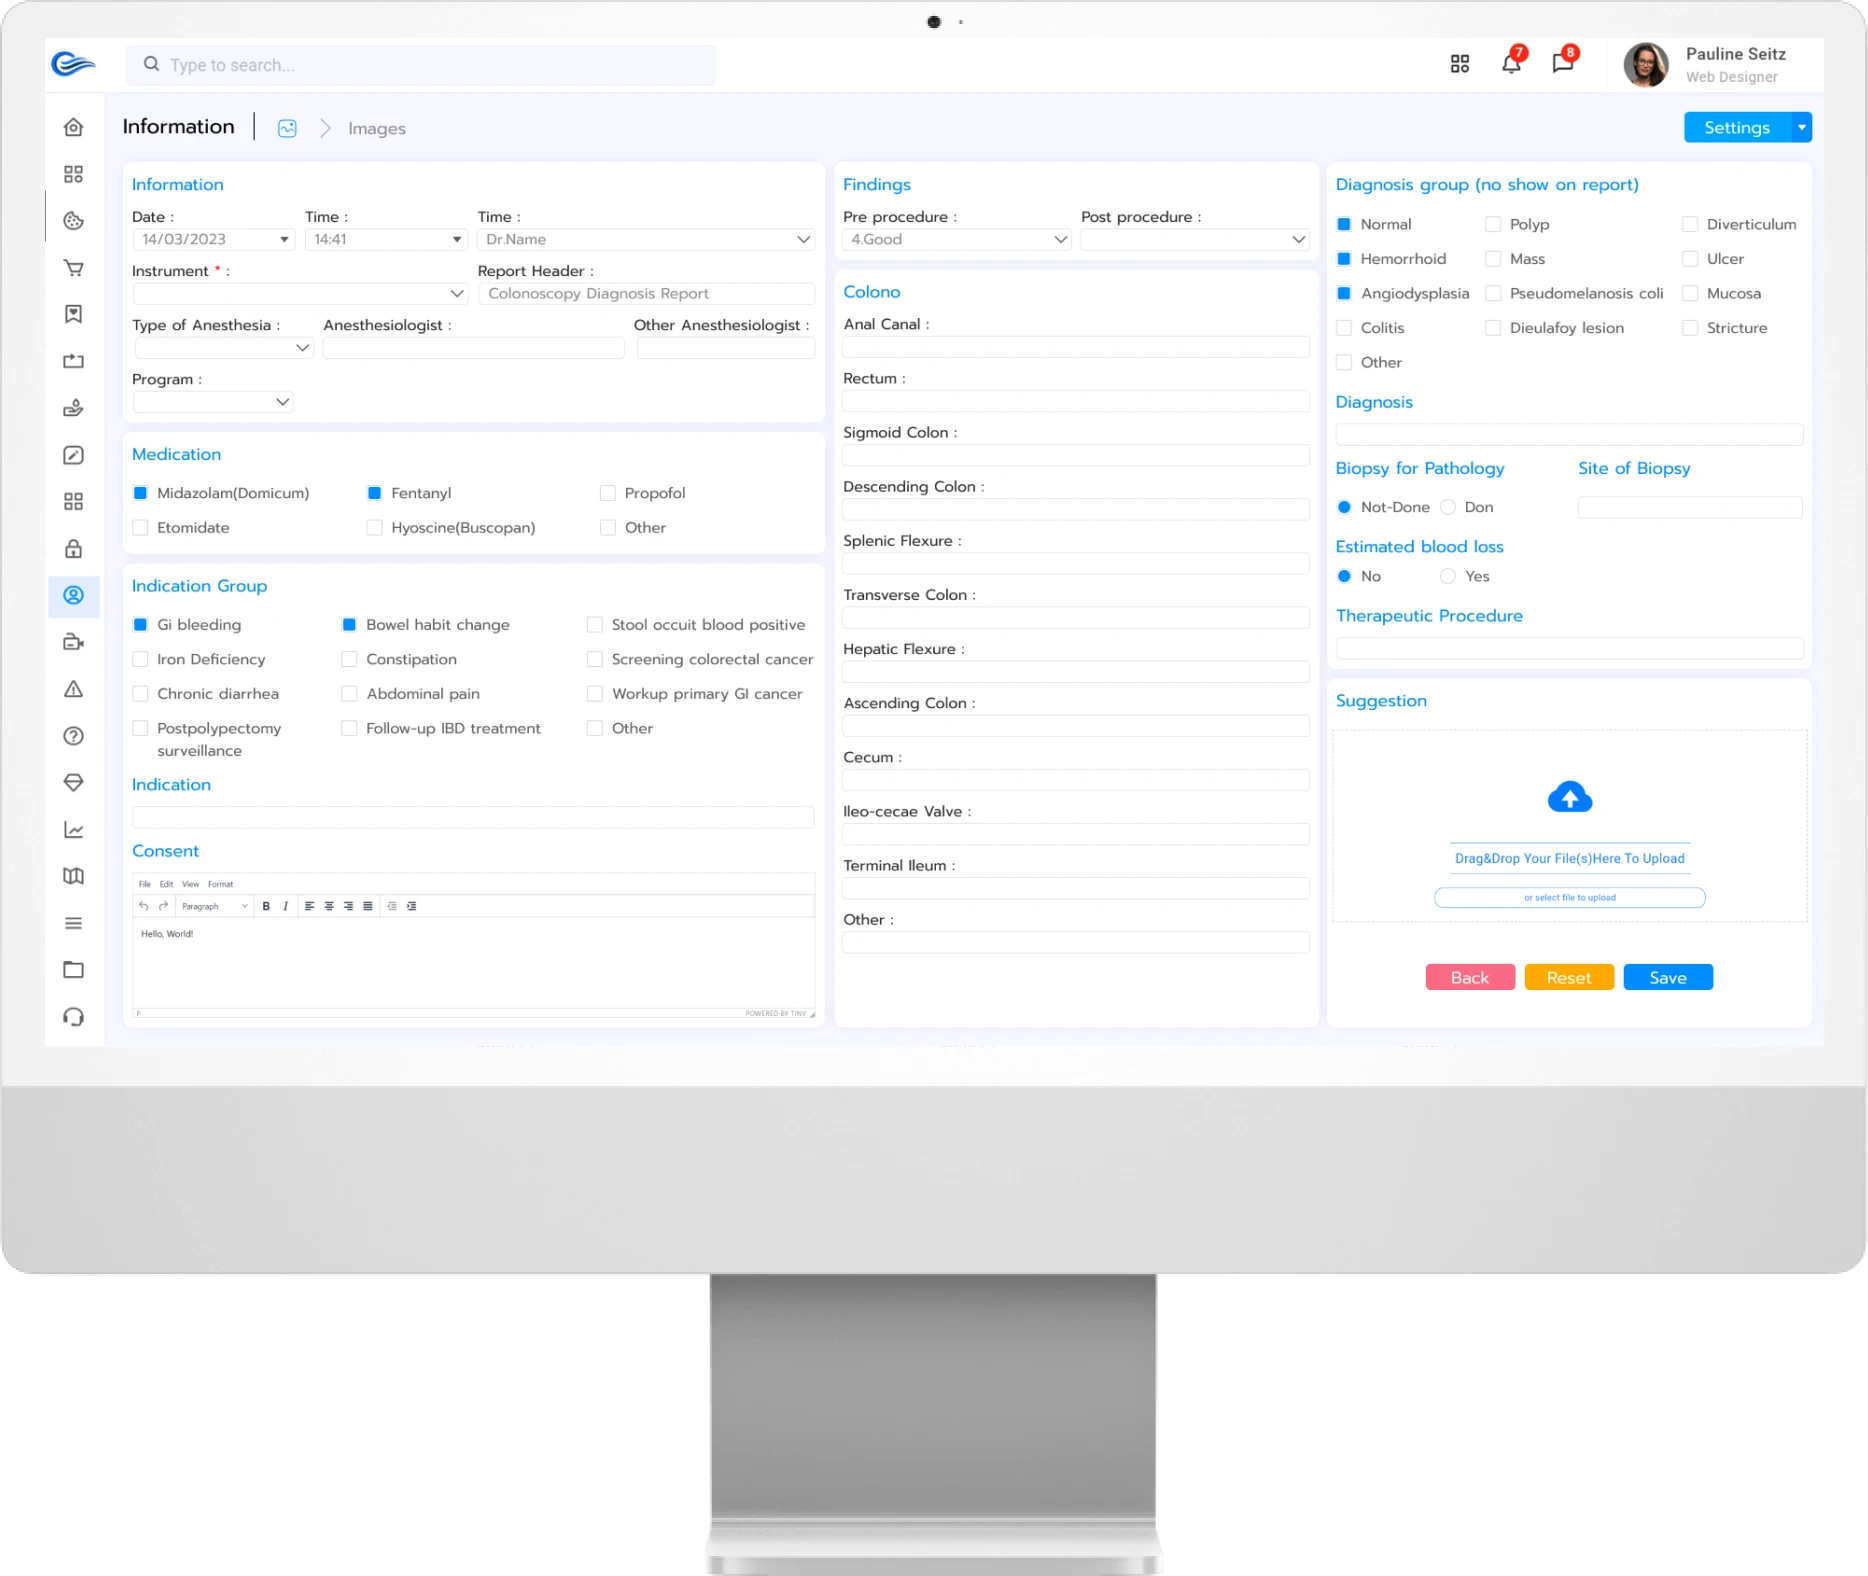 Type to search...
7
8
Pauline Seitz
Web Designer
Information
Images
Settings
Information
Date :
Time :
Time :
14/03/2023
14:41
Dr.Name
Instrument * :
Report Header :
Colonoscopy Diagnosis Report
Type of Anesthesia :
Anesthesiologist :
Other Anesthesiologist :
Program :
Medication
Midazolam(Domicum)
Fentanyl
Propofol
Etomidate
Hyoscine(Buscopan)
Other
Indication Group
Gi bleeding
Bowel habit change
Stool occuit blood positive
Iron Deficiency
Constipation
Screening colorectal cancer
Chronic diarrhea
Abdominal pain
Workup primary GI cancer
Postpolypectomy
surveillance
Follow-up IBD treatment
Other
Indication
Consent
File Edit View Format
Paragraph
B I
Hello, World!
P
POWERED BY TINY
Findings
Pre procedure :
Post procedure :
4.Good
Colono
Anal Canal :
Rectum :
Sigmoid Colon :
Descending Colon :
Splenic Flexure :
Transverse Colon :
Hepatic Flexure :
Ascending Colon :
Cecum :
Ileo-cecae Valve :
Terminal Ileum :
Other :
Diagnosis group (no show on report)
Normal
Polyp
Diverticulum
Hemorrhoid
Mass
Ulcer
Angiodysplasia
Pseudomelanosis coli
Mucosa
Colitis
Dieulafoy lesion
Stricture
Other
Diagnosis
Biopsy for Pathology
Site of Biopsy
Not-Done
Don
Estimated blood loss
No
Yes
Therapeutic Procedure
Suggestion
Drag&Drop Your File(s)Here To Upload
or select file to upload
Back
Reset
Save